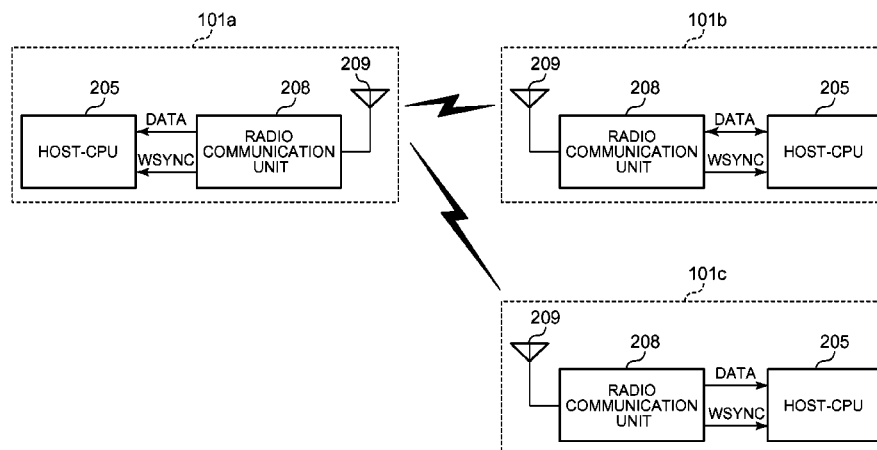 101a
205
208
209
HOST-CPU
DATA
WSYNC
RADIO
COMMUNICATION
UNIT
101b
209
208
205
RADIO
COMMUNICATION
UNIT
DATA
WSYNC
HOST-CPU
101c
209
208
205
RADIO
COMMUNICATION
UNIT
DATA
WSYNC
HOST-CPU